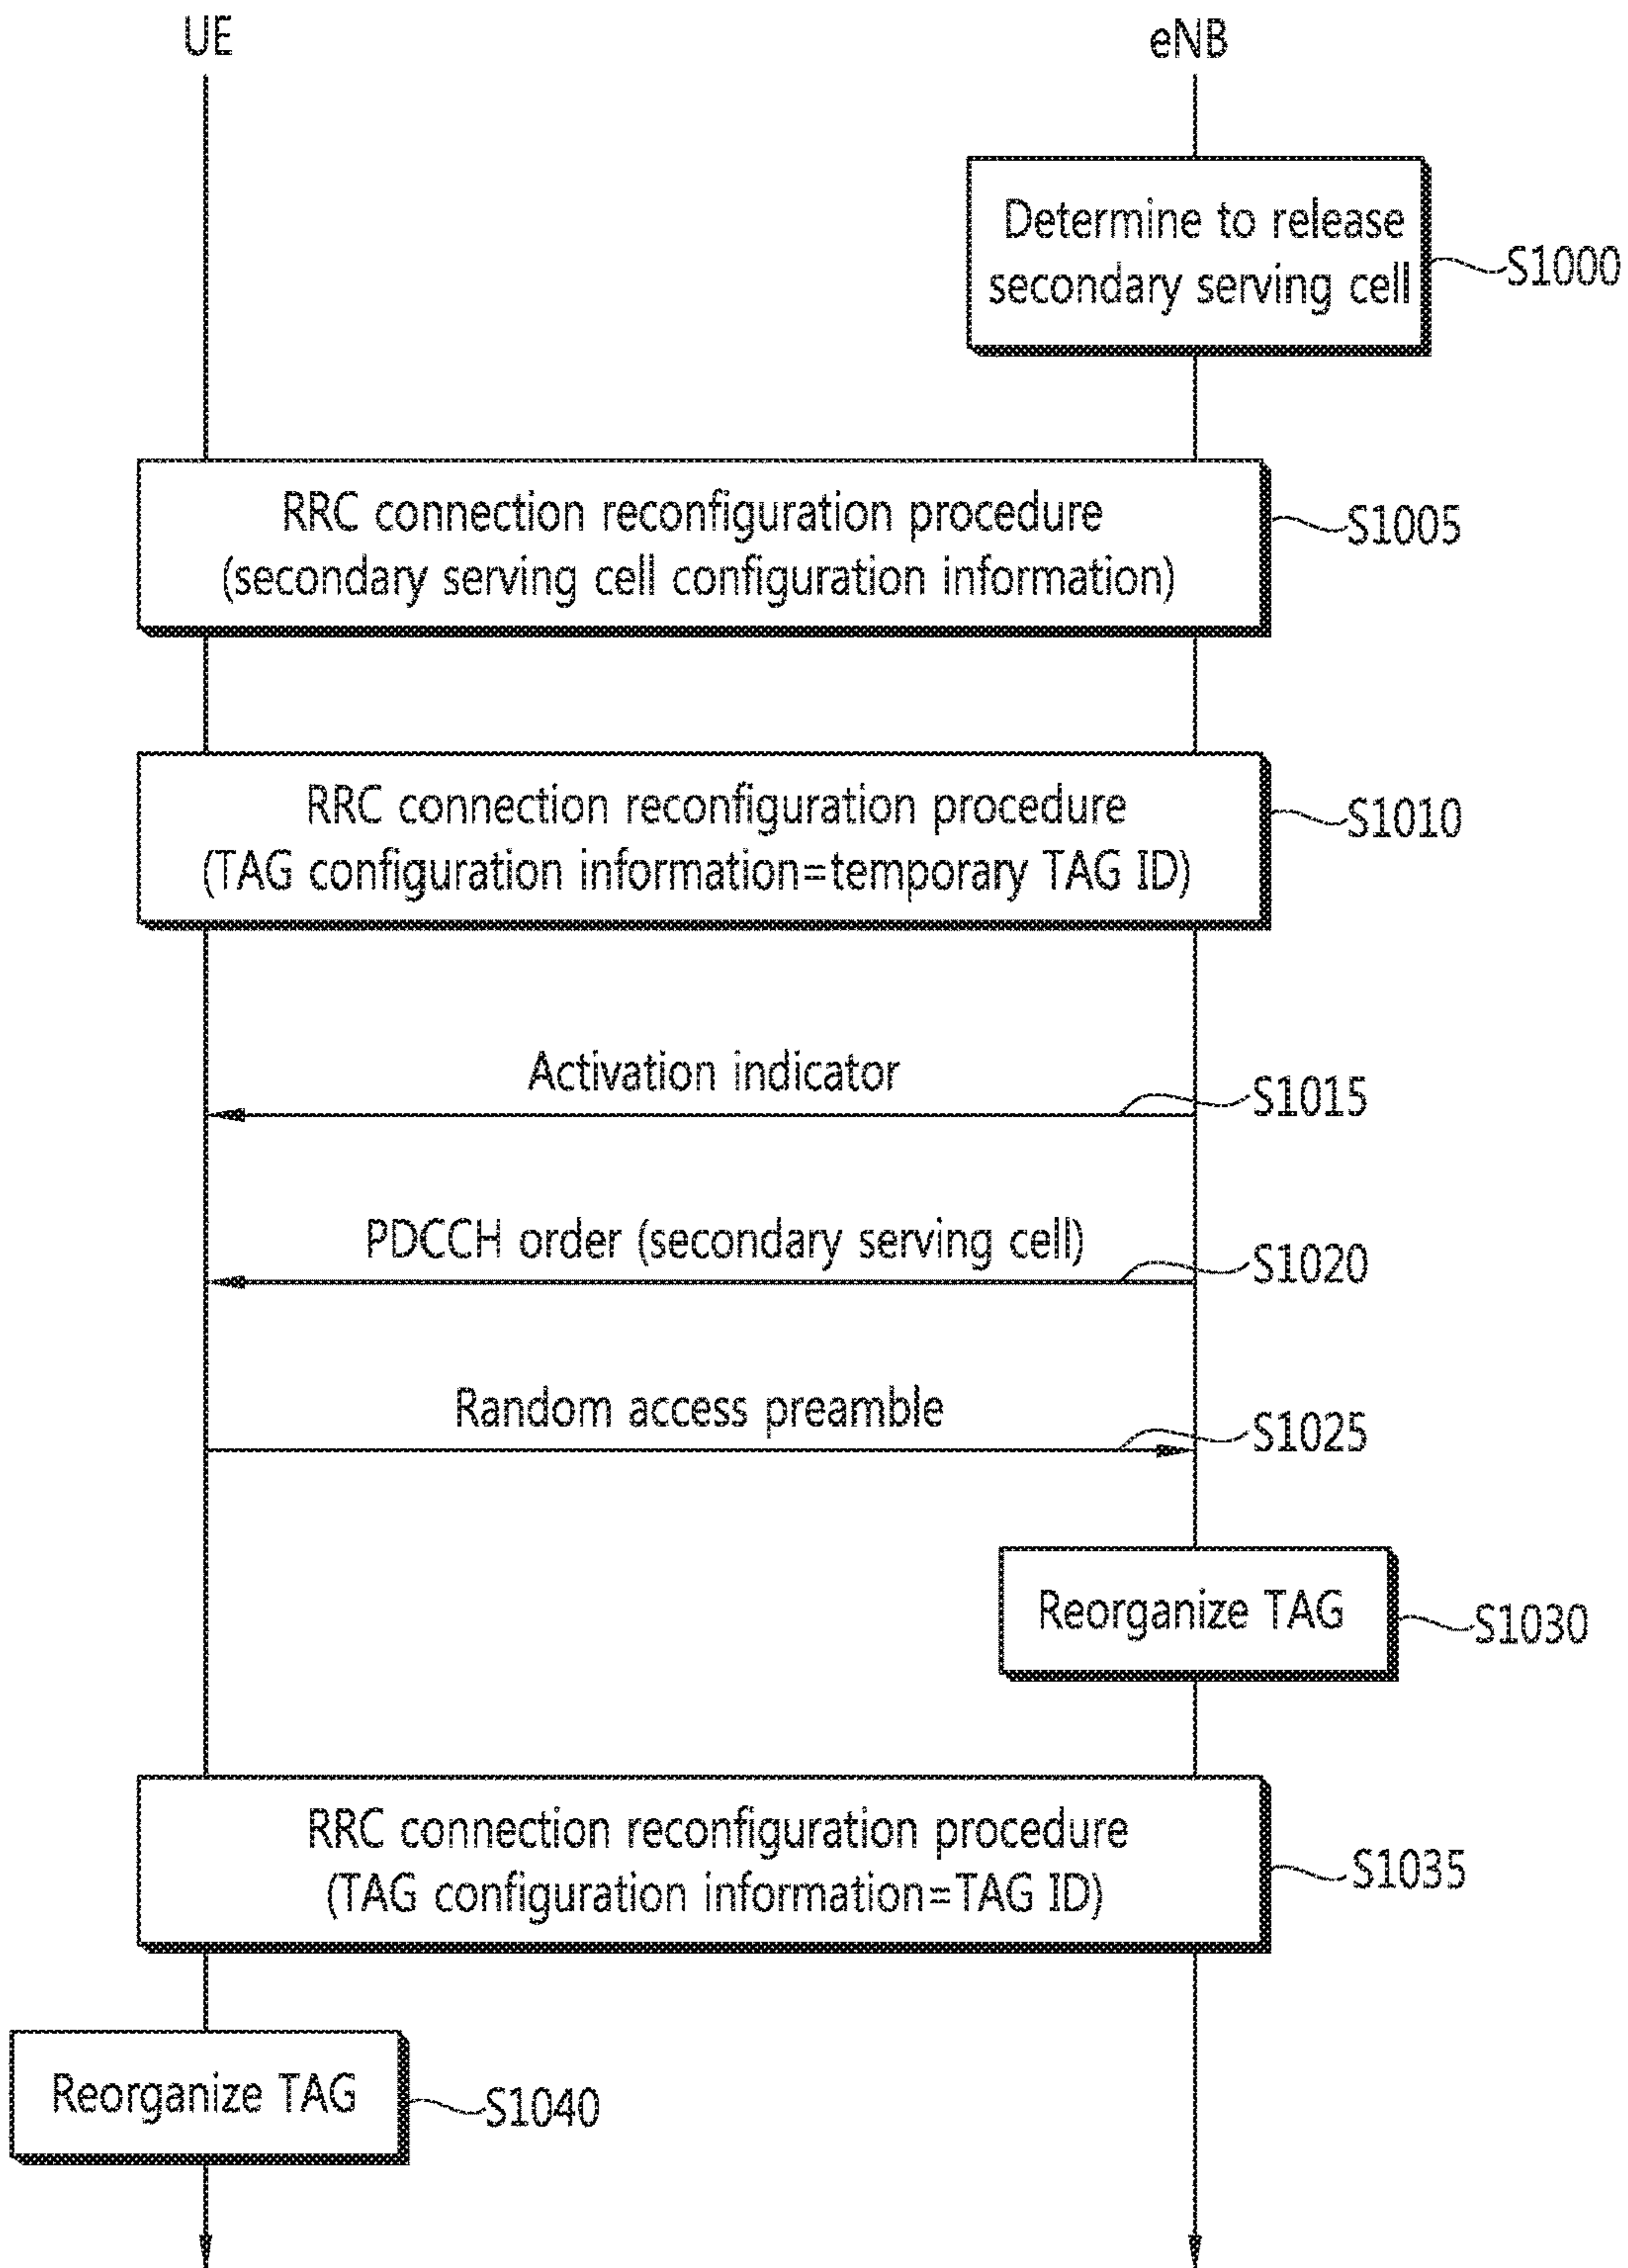 UE
eNB
Determine to release
secondary serving cell
S1000
RRC connection reconfiguration procedure
(secondary serving cell configuration information)
S1005
RRC connection reconfiguration procedure
(TAG configuration information=temporary TAG ID)
S1010
Activation indicator
S1015
PDCCH order (secondary serving cell)
S1020
Random access preamble
S1025
Reorganize TAG
S1030
RRC connection reconfiguration procedure
(TAG configuration information=TAG ID)
S1035
Reorganize TAG
S1040